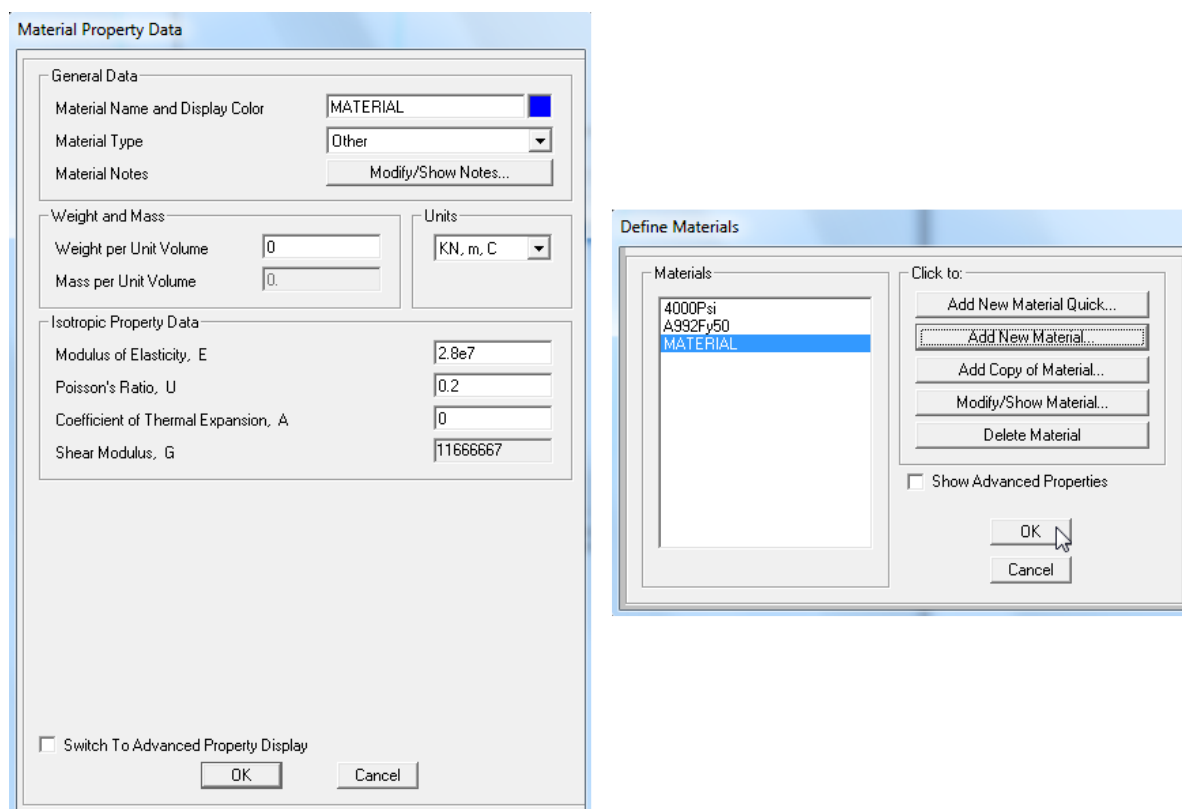 Material Property Data
General Data
Material Name and Display Color MATERIAL
Material Type Other
Material Notes Modify/Show Notes...
Weight and Mass
Weight per Unit Volume 0
Mass per Unit Volume 0.
Units
KN, m, C
Isotropic Property Data
Modulus of Elasticity, E 2.8e7
Poisson's Ratio, U 0.2
Coefficient of Thermal Expansion, A 0
Shear Modulus, G 11666667
Switch To Advanced Property Display
OK Cancel
Define Materials
Materials
4000Psi
A992Fy50
MATERIAL
Click to:
Add New Material Quick...
Add New Material...
Add Copy of Material...
Modify/Show Material...
Delete Material
Show Advanced Properties
OK
Cancel